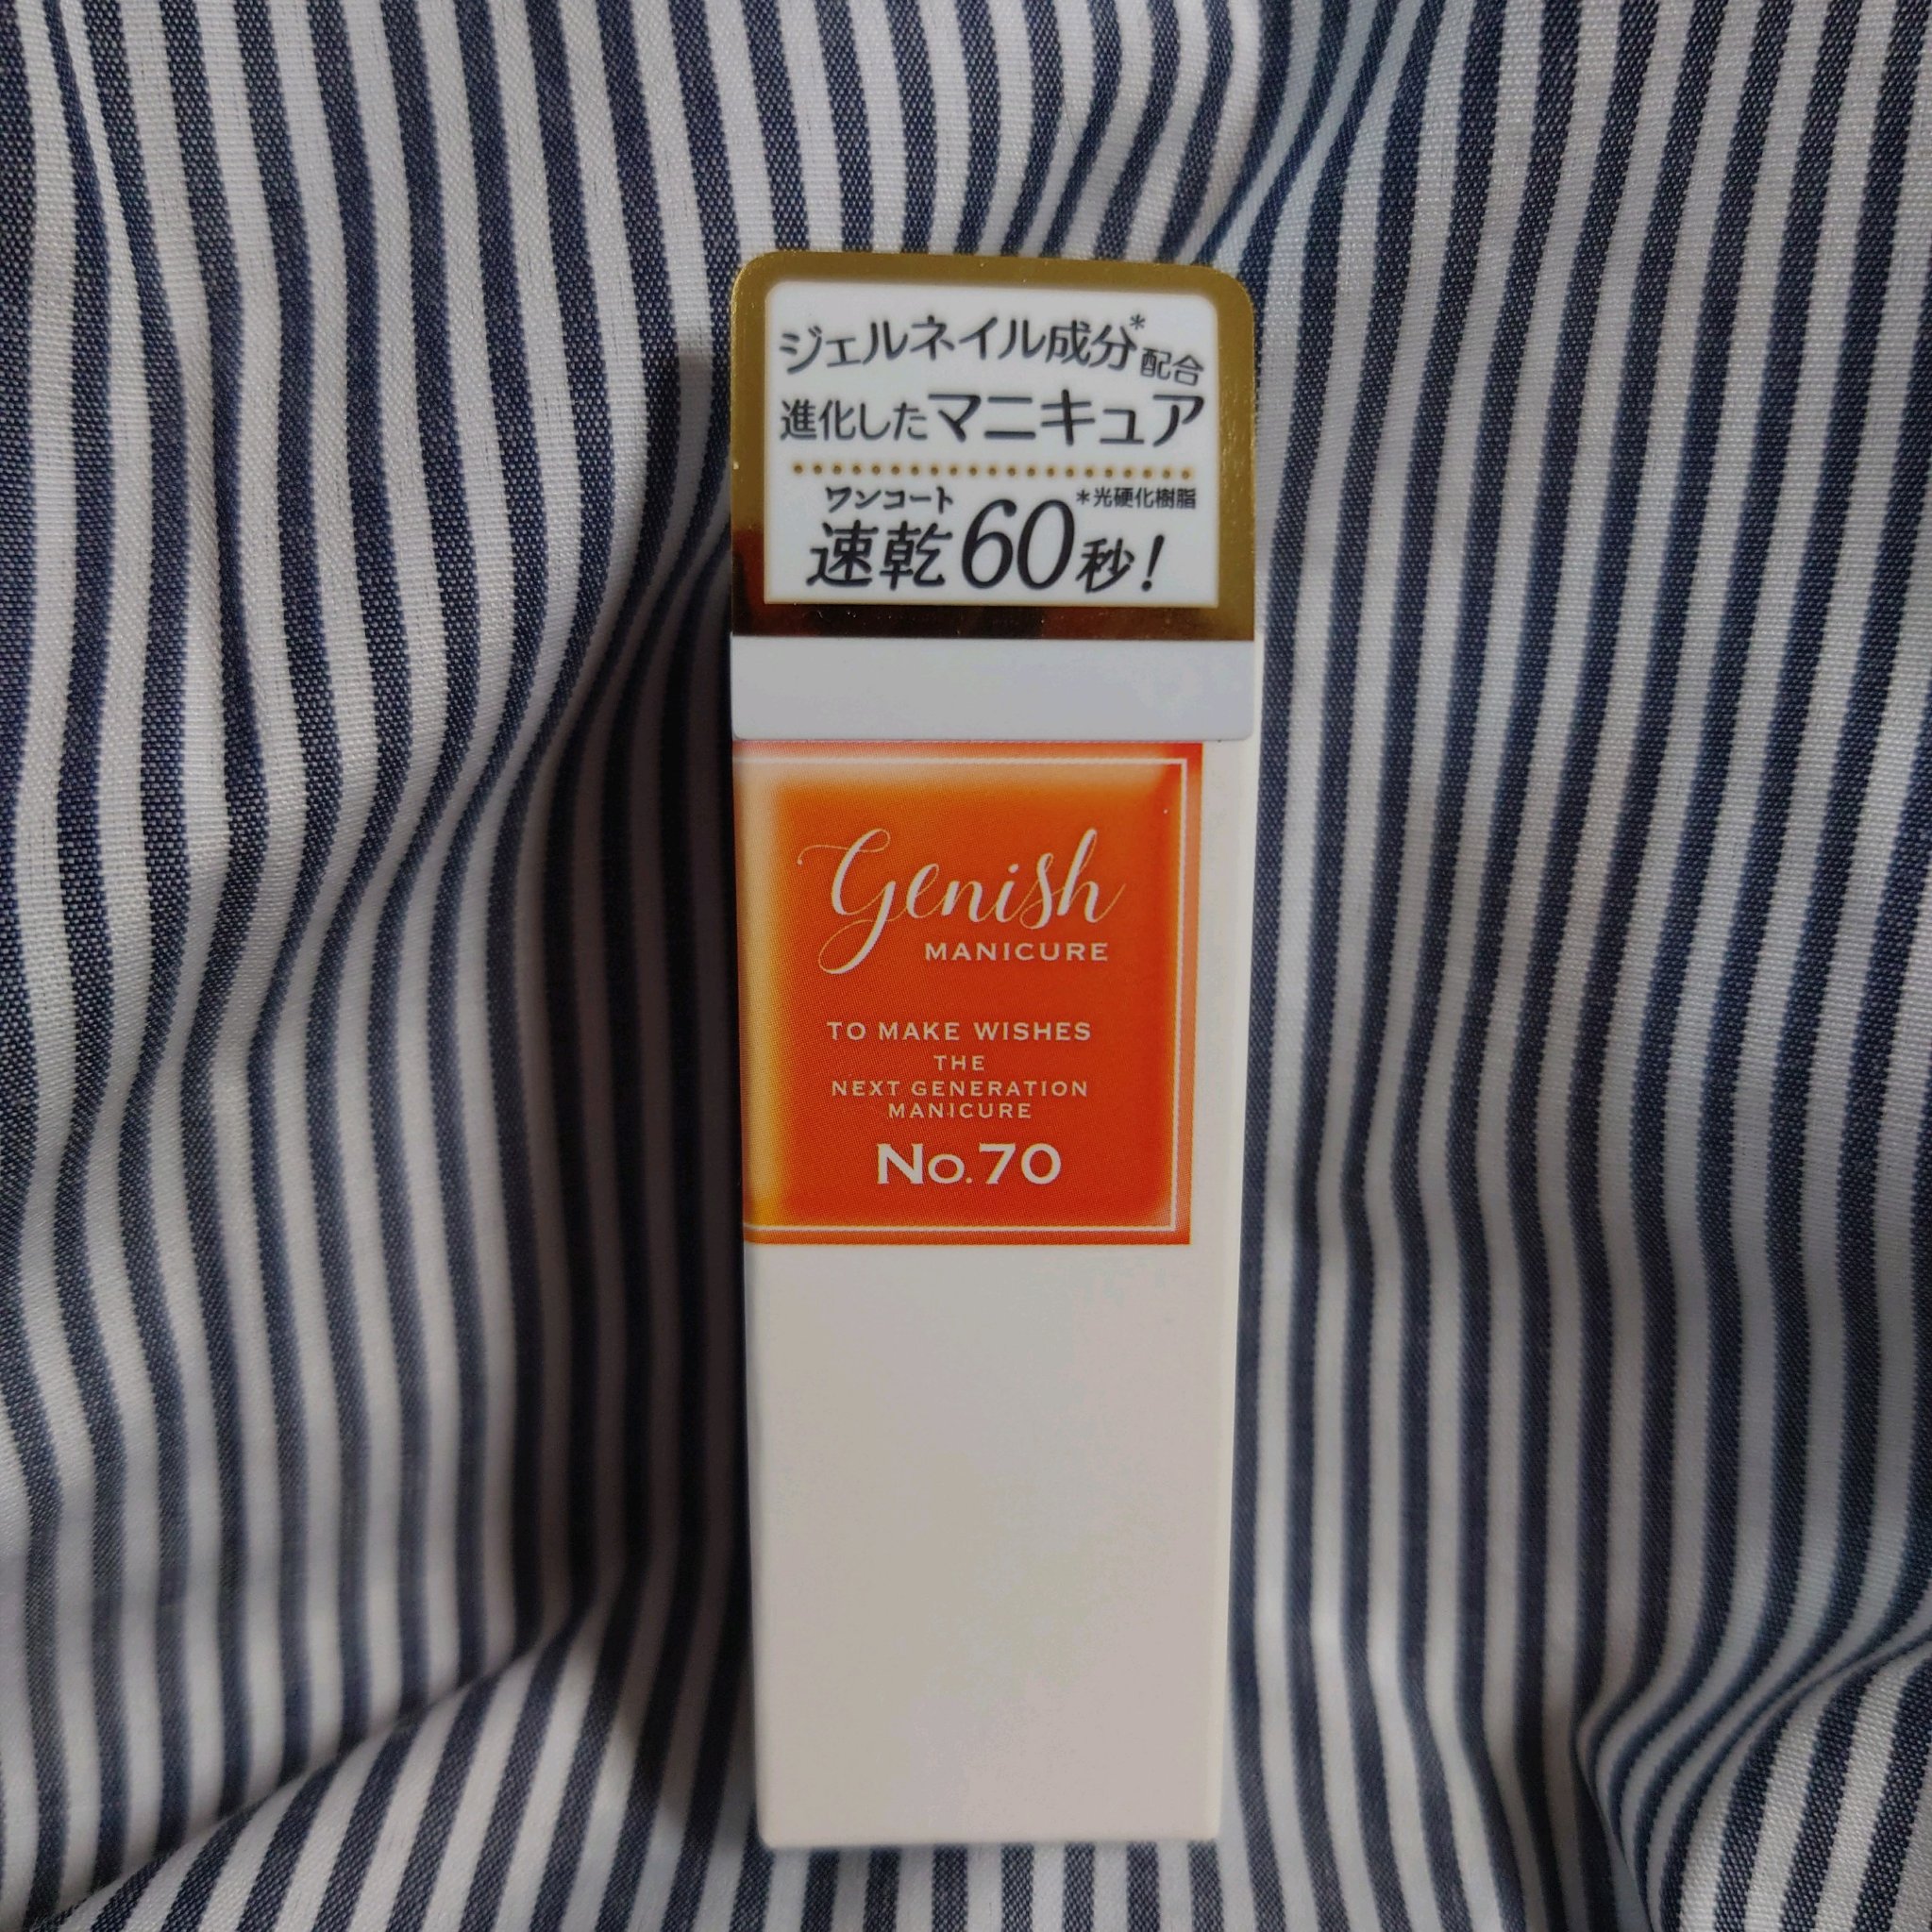 ジェルネイル成分*配合
進化したマニキュア
ワンコート
*光硬化樹脂
速乾60秒!
Genish
MANICURE
TO MAKE WISHES
THE
NEXT GENERATION
MANICURE
No.70